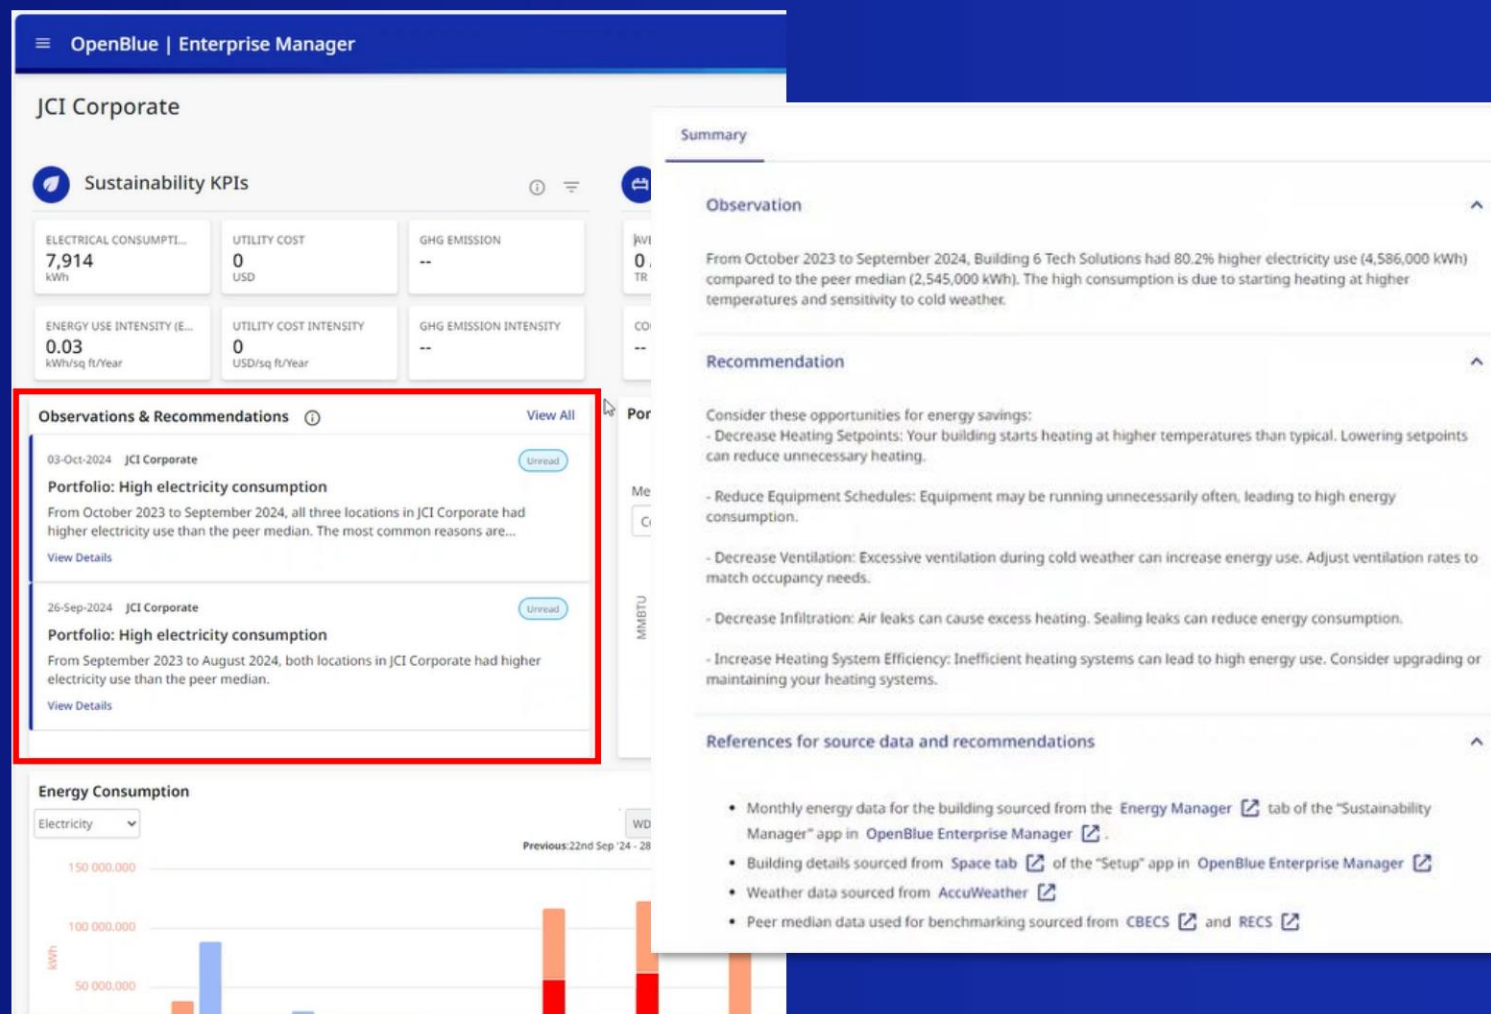 OpenBlue | Enterprise Manager
JCI Corporate
Sustainability KPIs
ELECTRICAL CONSUMPTI...
7,914
kWh
UTILITY COST
0
USD
GHG EMISSION
--
ENERGY USE INTENSITY (E...
0.03
kWh/sq ft/Year
UTILITY COST INTENSITY
0
USD/sq ft/Year
GHG EMISSION INTENSITY
--
AVE
0
TR
CO
--
Observations & Recommendations
View All
03-Oct-2024 JCI Corporate
Unread
Portfolio: High electricity consumption
From October 2023 to September 2024, all three locations in JCI Corporate had
higher electricity use than the peer median. The most common reasons are...
View Details
26-Sep-2024 JCI Corporate
Unread
Portfolio: High electricity consumption
From September 2023 to August 2024, both locations in JCI Corporate had higher
electricity use than the peer median.
View Details
Por
Me
MMBTU
Energy Consumption
Electricity
WD
Previous:22nd Sep '24 - 28
150 000.000
100 000.000
50 000.000
kWh
Summary
Observation
From October 2023 to September 2024, Building 6 Tech Solutions had 80.2% higher electricity use (4,586,000 kWh)
compared to the peer median (2,545,000 kWh). The high consumption is due to starting heating at higher
temperatures and sensitivity to cold weather.
Recommendation
Consider these opportunities for energy savings:
- Decrease Heating Setpoints: Your building starts heating at higher temperatures than typical. Lowering setpoints
can reduce unnecessary heating.
- Reduce Equipment Schedules: Equipment may be running unnecessarily often, leading to high energy
consumption.
- Decrease Ventilation: Excessive ventilation during cold weather can increase energy use. Adjust ventilation rates to
match occupancy needs.
- Decrease Infiltration: Air leaks can cause excess heating. Sealing leaks can reduce energy consumption.
- Increase Heating System Efficiency: Inefficient heating systems can lead to high energy use. Consider upgrading or
maintaining your heating systems.
References for source data and recommendations
• Monthly energy data for the building sourced from the Energy Manager tab of the "Sustainability
Manager" app in OpenBlue Enterprise Manager .
• Building details sourced from Space tab of the "Setup" app in OpenBlue Enterprise Manager
• Weather data sourced from AccuWeather
• Peer median data used for benchmarking sourced from CBECS and RECS